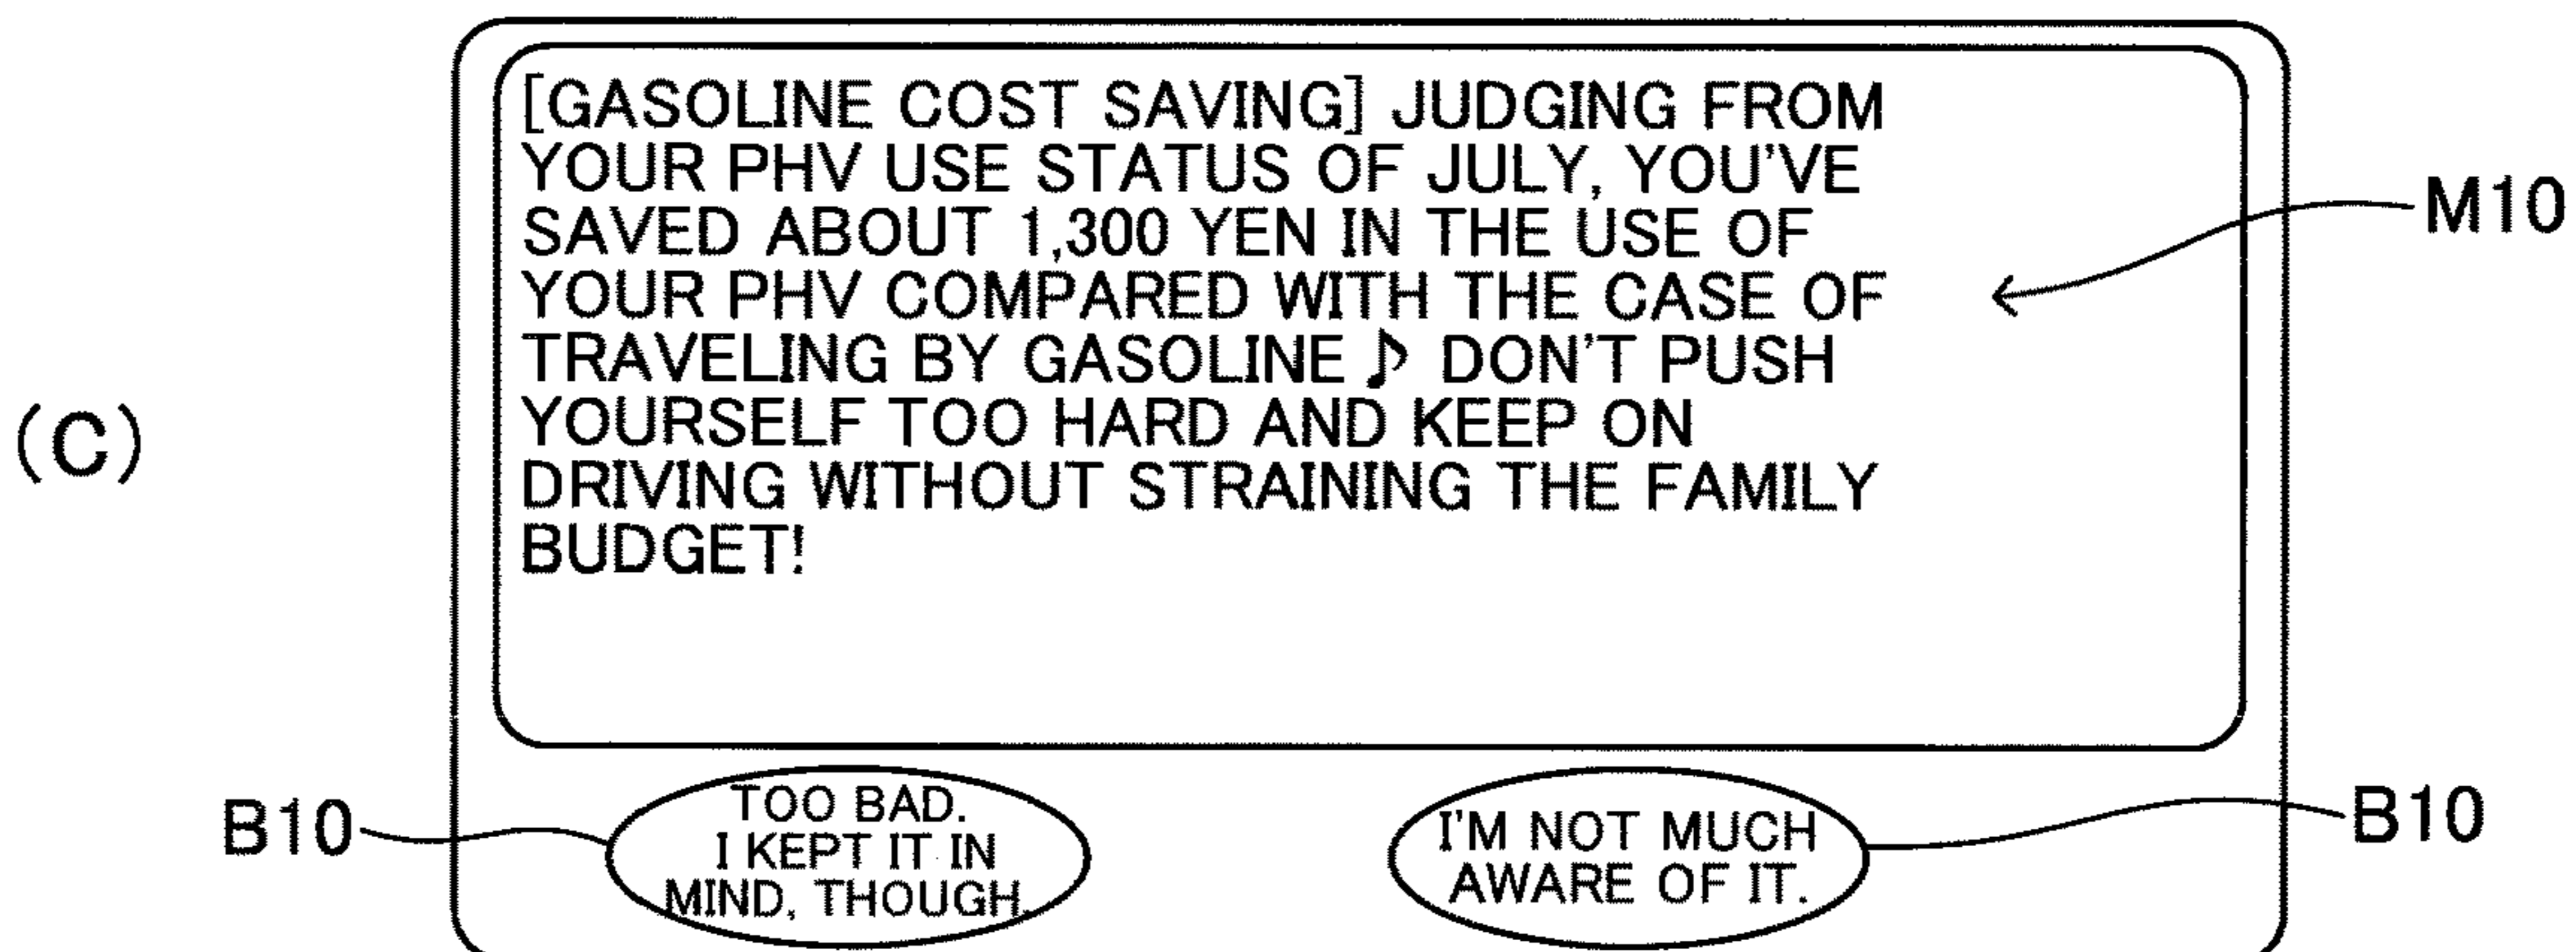 [GASOLINE COST SAVING] JUDGING FROM
YOUR PHV USE STATUS OF JULY, YOU'VE
SAVED ABOUT 1,300 YEN IN THE USE OF
YOUR PHV COMPARED WITH THE CASE OF
TRAVELING BY GASOLINE ♪ DON'T PUSH
YOURSELF TOO HARD AND KEEP ON
DRIVING WITHOUT STRAINING THE FAMILY
BUDGET!
M10
(C)
B10
TOO BAD.
I KEPT IT IN
MIND, THOUGH.
I'M NOT MUCH
AWARE OF IT.
B10